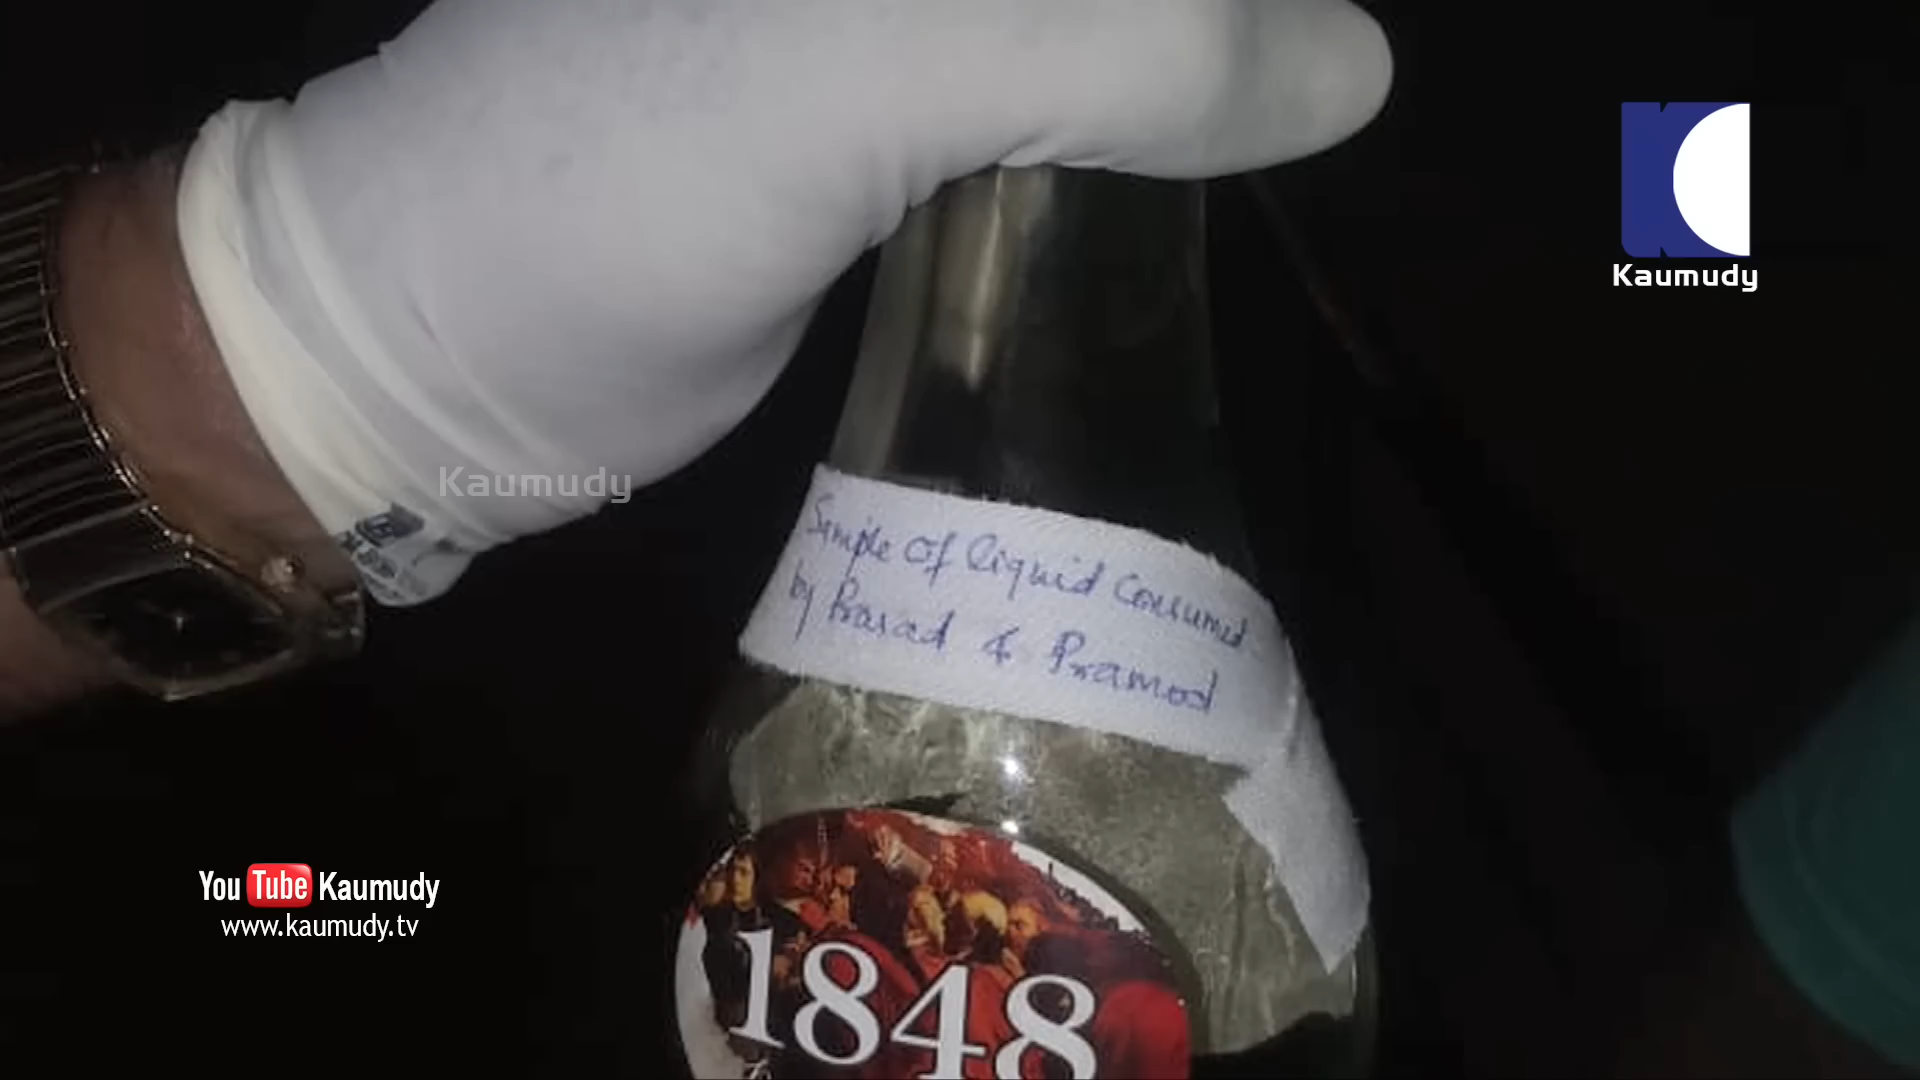 Kaumudy
Kaumudy
Sample of liquid Consumed
by Prasad & Pramod
1848
You Tube Kaumudy
www.kaumudy.tv